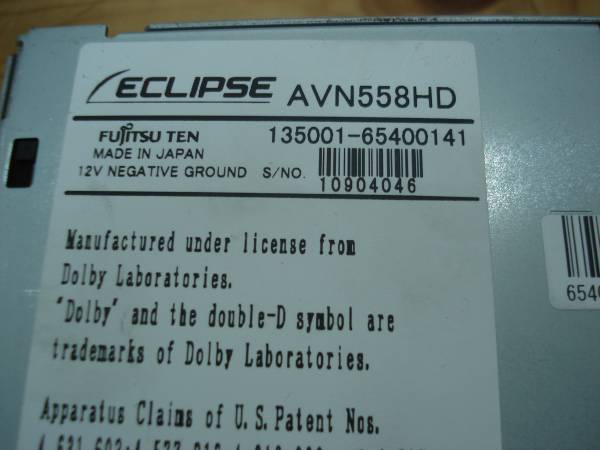 ECLIPSE AVN558HD
FUJITSU TEN 135001-65400141
MADE IN JAPAN
12V NEGATIVE GROUND S/NO.
10904046
Manufactured under license from
Dolby Laboratories.
"Dolby" and the double-D symbol are
trademarks of Dolby Laboratories.
Apparatus Claims of U.S. Patent Nos.
654